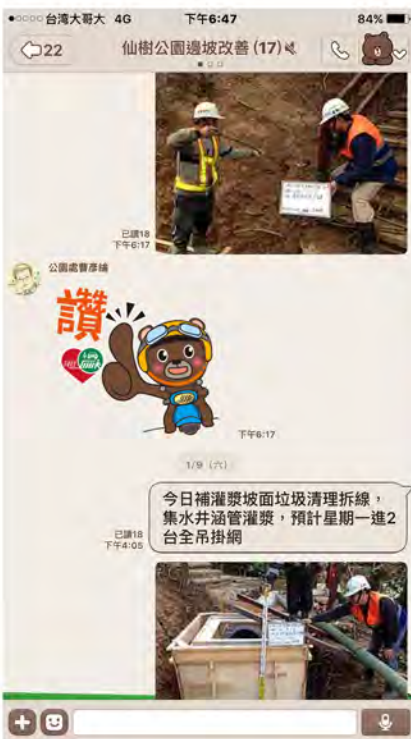 台湾大哥大 4G 下午6:47 84%
22 仙樹公園邊坡改善 (17)
已讀18
下午6:17
公園處曹彥綸
讚
下午6:17
1/9 (六)
今日補灌漿坡面垃圾清理拆線，
集水井涵管灌漿，預計星期一進2
台全吊掛網
已讀18
下午4:05